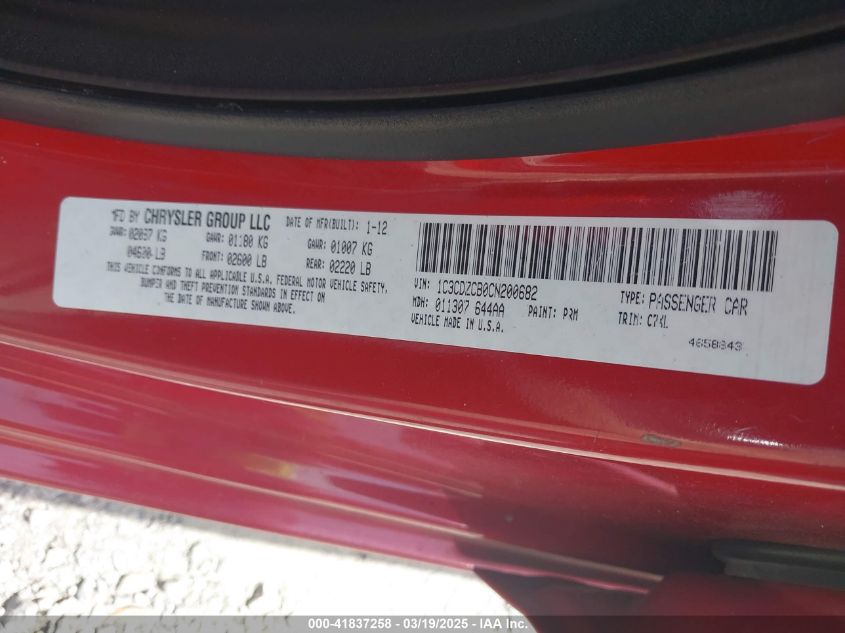 MFD BY CHRYSLER GROUP LLC DATE OF MFR(BUILT): 1-12
GVWR: 02087 KG GAWR: 01180 KG GAWR: 01007 KG
04600 LB FRONT: 02600 LB REAR: 02220 LB
THIS VEHICLE CONFORMS TO ALL APPLICABLE U.S.A. FEDERAL MOTOR VEHICLE SAFETY,
BUMPER AND THEFT PREVENTION STANDARDS IN EFFECT ON
THE DATE OF MANUFACTURE SHOWN ABOVE.
VIN: 1C3CDZCB0CN200682 TYPE: PASSENGER CAR
MDH: 011307 644AA PAINT: PRM TRIM: C7XL
VEHICLE MADE IN U.S.A. 4658843
000-41837258 - 03/19/2025 - IAA Inc.